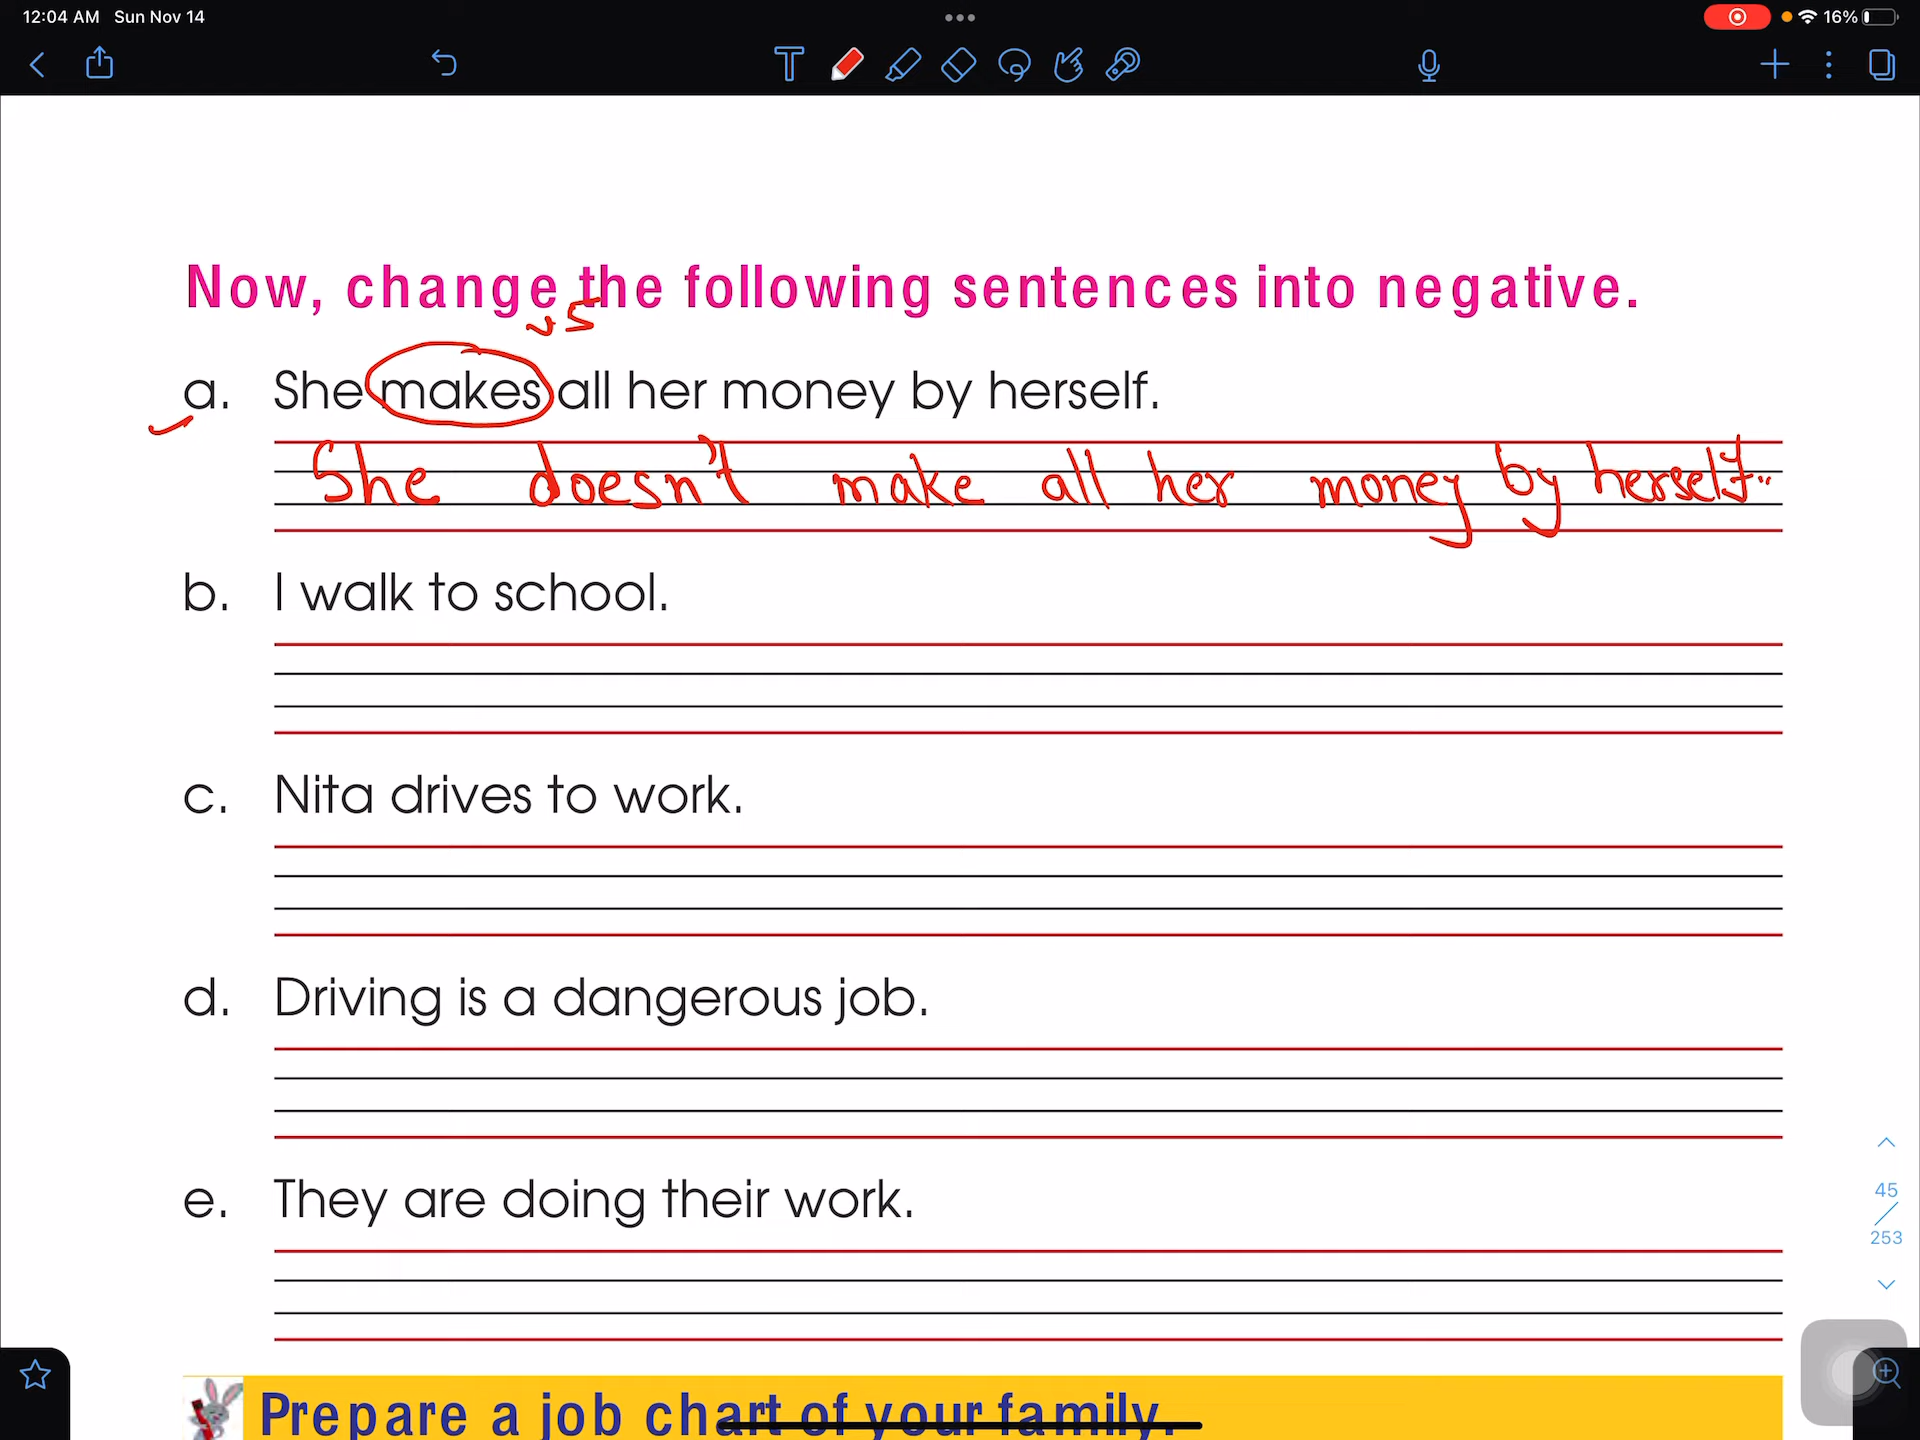 12:04 AM Sun Nov 14
16%
Now, change the following sentences into negative.
v5
a. She makes all her money by herself.
She doesn't make all her money by herself.
b. I walk to school.
c. Nita drives to work.
d. Driving is a dangerous job.
e. They are doing their work.
45
253
Prepare a job chart of your family.